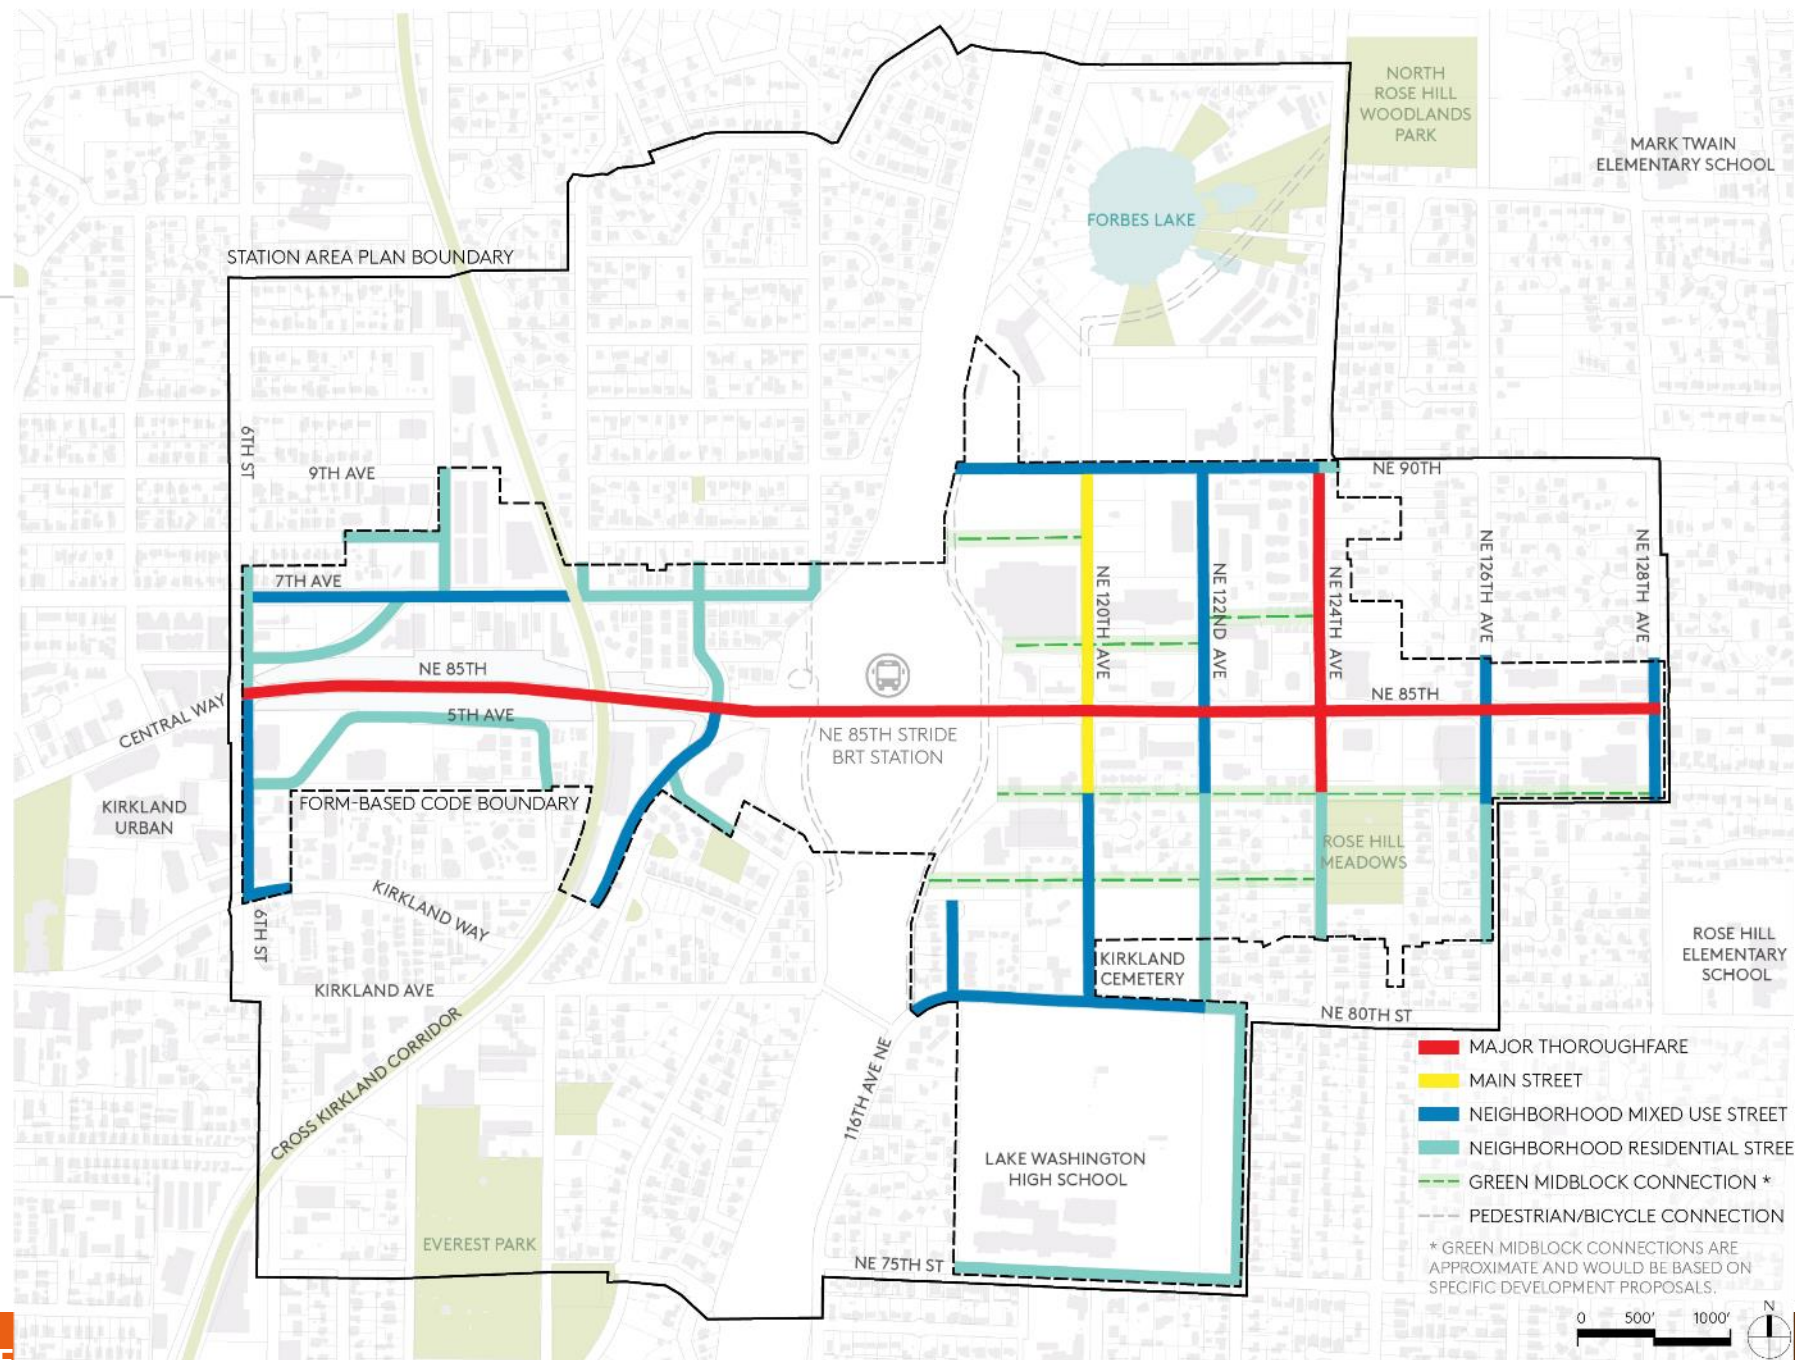 NORTH
ROSE HILL
WOODLANDS
PARK
MARK TWAIN
ELEMENTARY SCHOOL
FORBES LAKE
STATION AREA PLAN BOUNDARY
6TH ST
9TH AVE
NE 90TH
7TH AVE
NE 120TH AVE
NE 122ND AVE
NE 124TH AVE
NE 126TH AVE
NE 128TH AVE
NE 85TH
NE 85TH
CENTRAL WAY
5TH AVE
NE 85TH STRIDE
BRT STATION
KIRKLAND
URBAN
FORM-BASED CODE BOUNDARY
ROSE HILL
MEADOWS
KIRKLAND WAY
6TH ST
KIRKLAND
CEMETERY
ROSE HILL
ELEMENTARY
SCHOOL
KIRKLAND AVE
NE 80TH ST
CROSS KIRKLAND CORRIDOR
116TH AVE NE
LAKE WASHINGTON
HIGH SCHOOL
EVEREST PARK
NE 75TH ST
MAJOR THOROUGHFARE
MAIN STREET
NEIGHBORHOOD MIXED USE STREET
NEIGHBORHOOD RESIDENTIAL STREE
GREEN MIDBLOCK CONNECTION *
PEDESTRIAN/BICYCLE CONNECTION
* GREEN MIDBLOCK CONNECTIONS ARE
APPROXIMATE AND WOULD BE BASED ON
SPECIFIC DEVELOPMENT PROPOSALS.
0 500' 1000'
N